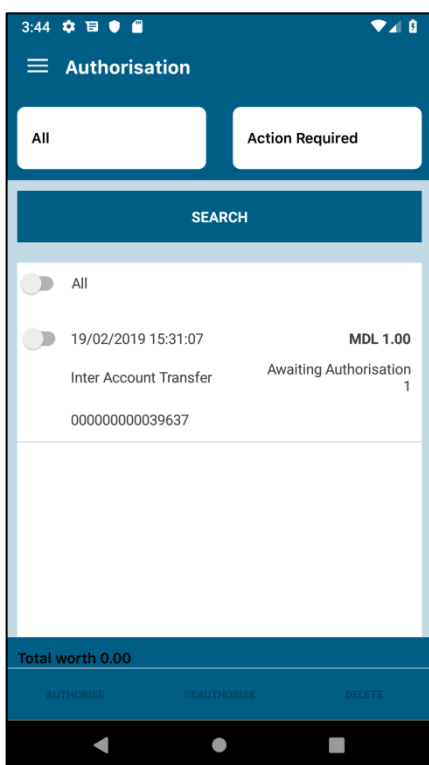 3:44
Authorisation
All
Action Required
SEARCH
All
19/02/2019 15:31:07
MDL 1.00
Inter Account Transfer
Awaiting Authorisation
1
000000000039637
Total worth 0.00
AUTHORISE
DEAUTHORISE
DELETE